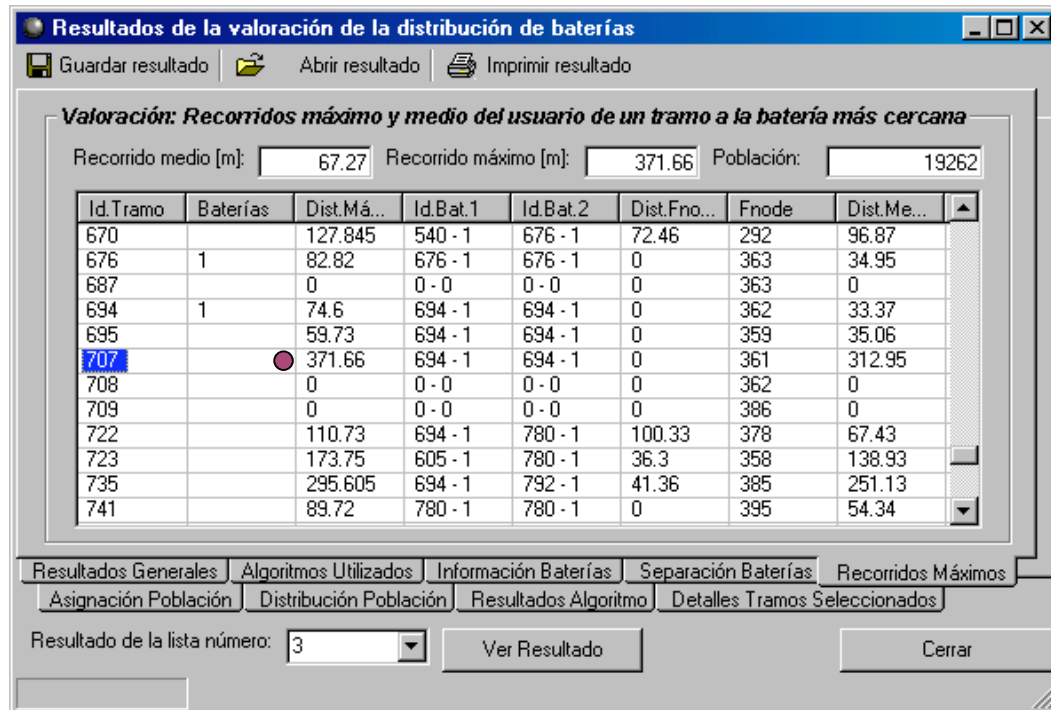 Resultados de la valoración de la distribución de baterías
Guardar resultado Abrir resultado Imprimir resultado
Valoración: Recorridos máximo y medio del usuario de un tramo a la batería más cercana
Recorrido medio [m]: 67.27 Recorrido máximo [m]: 371.66 Población: 19262
Id.Tramo Baterías Dist.Má... Id.Bat.1 Id.Bat.2 Dist.Fno... Fnode Dist.Me...
670 127.845 540 - 1 676 - 1 72.46 292 96.87
676 1 82.82 676 - 1 676 - 1 0 363 34.95
687 0 0 - 0 0 - 0 0 363 0
694 1 74.6 694 - 1 694 - 1 0 362 33.37
695 59.73 694 - 1 694 - 1 0 359 35.06
707 371.66 694 - 1 694 - 1 0 361 312.95
708 0 0 - 0 0 - 0 0 362 0
709 0 0 - 0 0 - 0 0 386 0
722 110.73 694 - 1 780 - 1 100.33 378 67.43
723 173.75 605 - 1 780 - 1 36.3 358 138.93
735 295.605 694 - 1 792 - 1 41.36 385 251.13
741 89.72 780 - 1 780 - 1 0 395 54.34
Resultados Generales Algoritmos Utilizados Información Baterías Separación Baterías Recorridos Máximos
Asignación Población Distribución Población Resultados Algoritmo Detalles Tramos Seleccionados
Resultado de la lista número: 3 Ver Resultado Cerrar